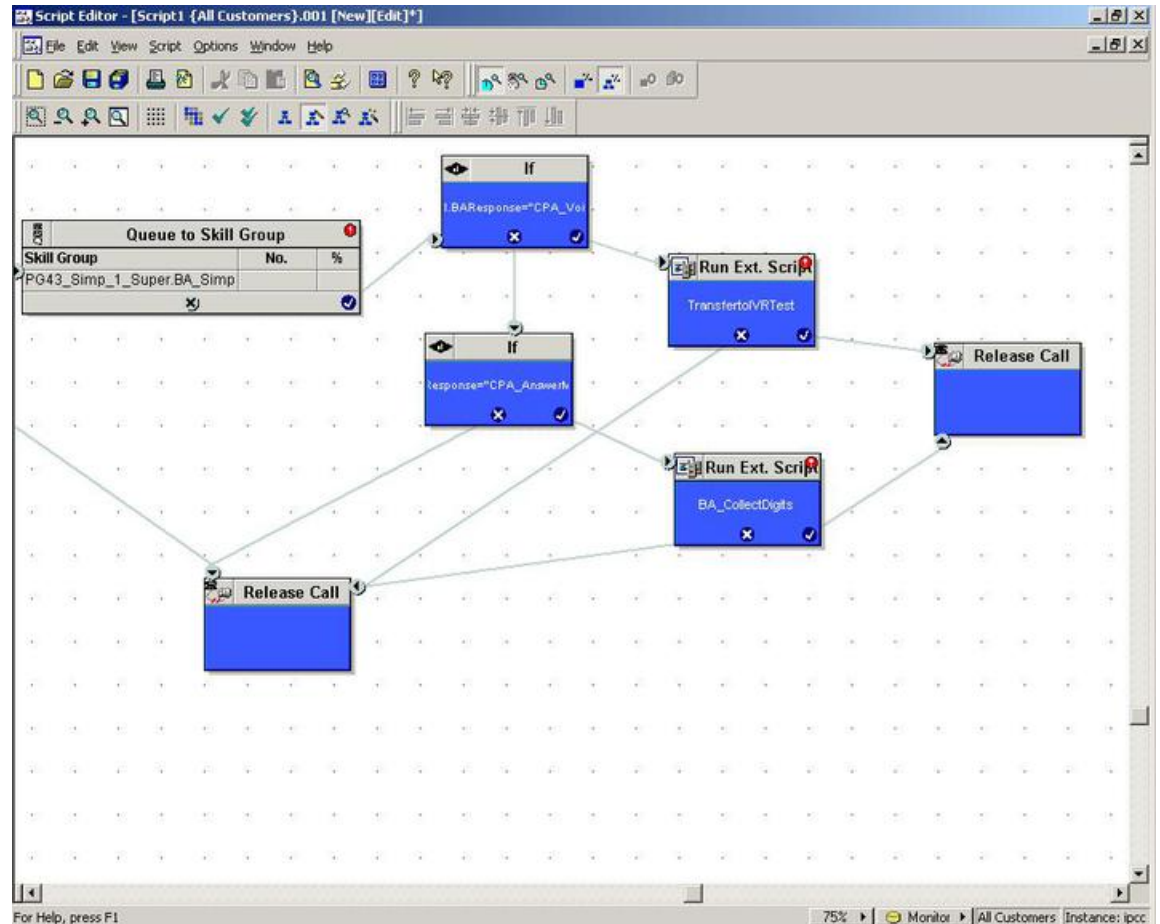 Script Editor - [Script1 {All Customers}.001 [New][Edit]*]
File Edit View Script Options Window Help
If
I.BAResponse="CPA_Voi
Queue to Skill Group
Skill Group No. %
PG43_Simp_1_Super.BA_Simp
Run Ext. Script
TransfertoIVRTest
If
Response="CPA_AnswerM
Release Call
Run Ext. Script
BA_CollectDigits
Release Call
For Help, press F1 75% Monitor All Customers Instance: ipcc